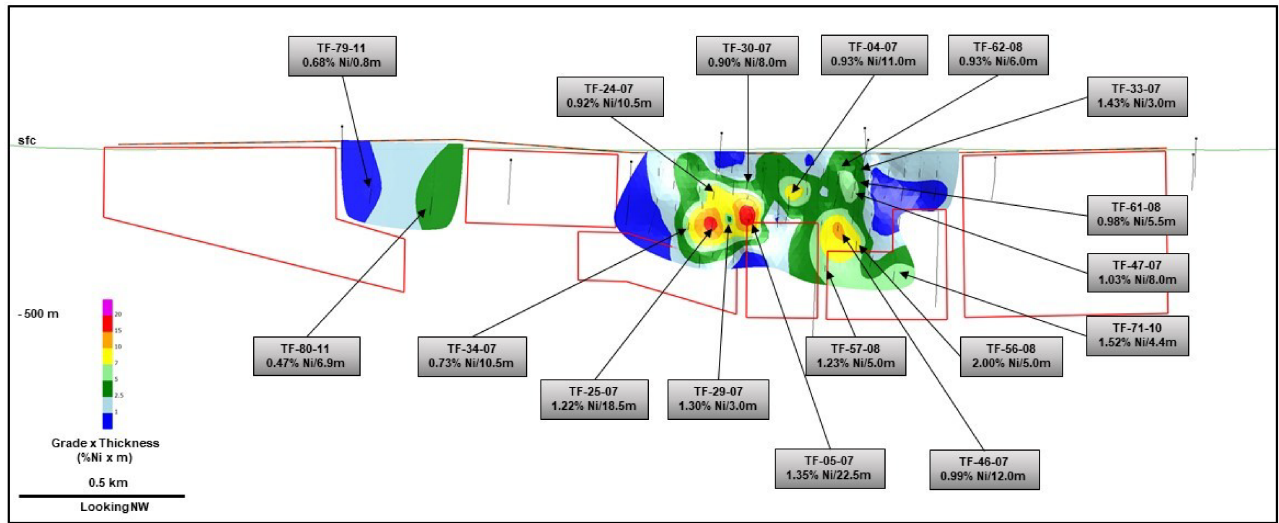 TF-79-11
0.68% Ni/0.8m
TF-30-07
0.90% Ni/8.0m
TF-04-07
0.93% Ni/11.0m
TF-62-08
0.93% Ni/6.0m
TF-24-07
0.92% Ni/10.5m
TF-33-07
1.43% Ni/3.0m
sfc
TF-61-08
0.98% Ni/5.5m
TF-47-07
1.03% Ni/8.0m
- 500 m
TF-71-10
1.52% Ni/4.4m
TF-80-11
0.47% Ni/6.9m
TF-34-07
0.73% Ni/10.5m
TF-57-08
1.23% Ni/5.0m
TF-56-08
2.00% Ni/5.0m
TF-25-07
1.22% Ni/18.5m
TF-29-07
1.30% Ni/3.0m
TF-05-07
1.35% Ni/22.5m
TF-46-07
0.99% Ni/12.0m
20
15
10
7
5
2.5
1
Grade x Thickness
(%Ni x m)
0.5 km
Looking NW